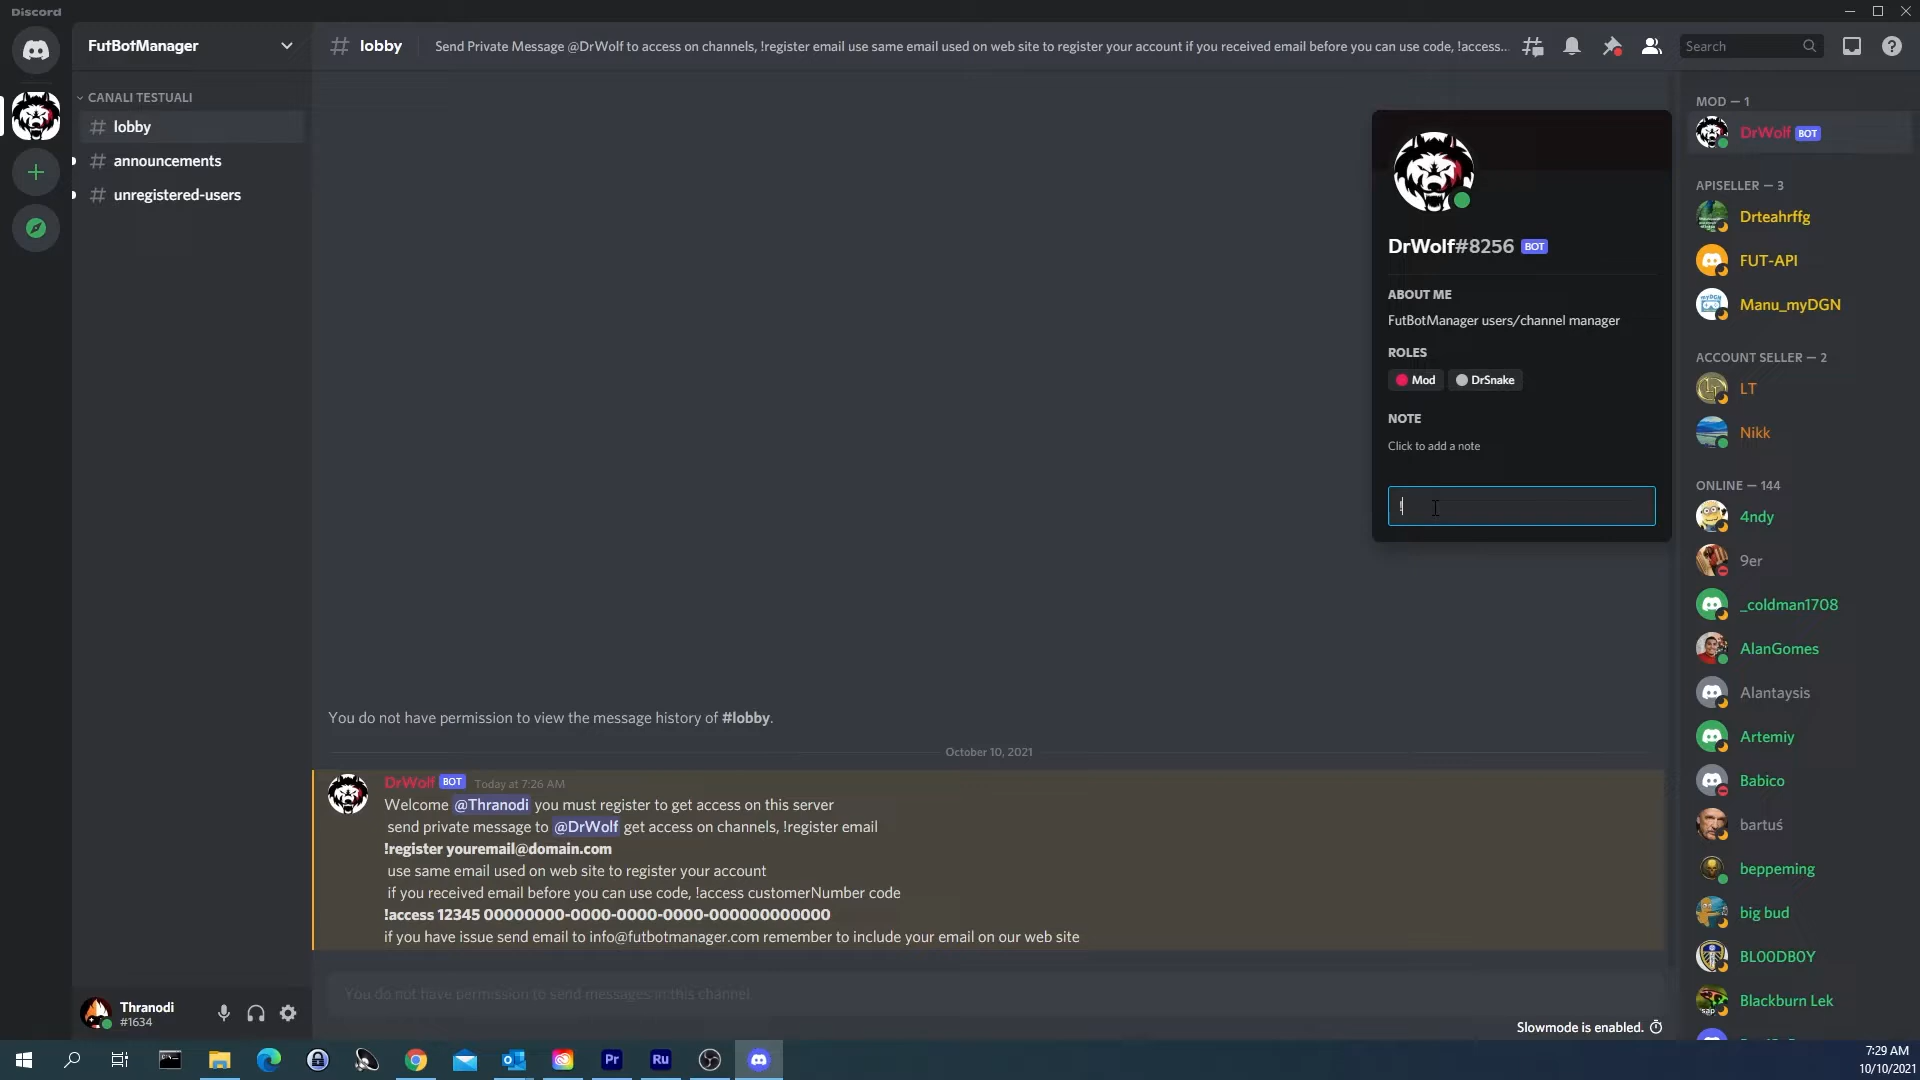 Discord
FutBotManager
lobby
Send Private Message @DrWolf to access on channels, !register email use same email used on web site to register your account if you received email before you can use code, !access...
Search
CANALI TESTUALI
lobby
announcements
unregistered-users
DrWolf#8256 BOT
ABOUT ME
FutBotManager users/channel manager
ROLES
Mod DrSnake
NOTE
Click to add a note
!
MOD — 1
DrWolf BOT
APISELLER — 3
Drteahrffg
FUT-API
Manu_myDGN
ACCOUNT SELLER — 2
LT
Nikk
ONLINE — 144
4ndy
9er
_coldman1708
AlanGomes
Alantaysis
Artemiy
Babico
bartuś
beppeming
big bud
BL00DB0Y
Blackburn Lek
You do not have permission to view the message history of #lobby.
October 10, 2021
DrWolf BOT Today at 7:26 AM
Welcome @Thranodi you must register to get access on this server
send private message to @DrWolf get access on channels, !register email
!register youremail@domain.com
use same email used on web site to register your account
if you received email before you can use code, !access customerNumber code
!access 12345 00000000-0000-0000-0000-000000000000
if you have issue send email to info@futbotmanager.com remember to include your email on our web site
You do not have permission to send messages in this channel.
Slowmode is enabled.
Thranodi
#1634
Pr
Ru
7:29 AM
10/10/2021